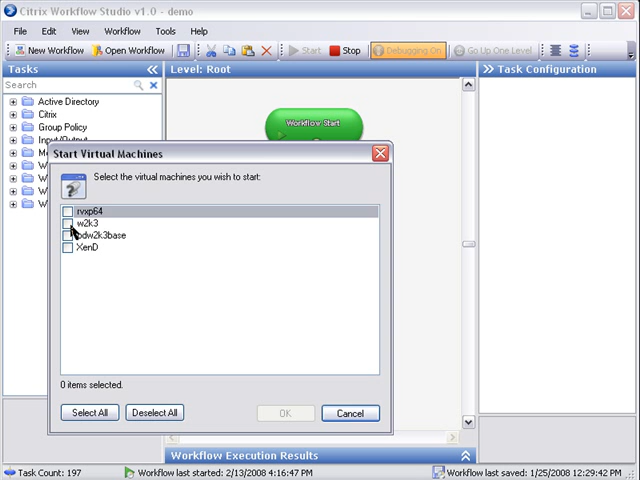 Citrix Workflow Studio v1.0 - demo
File Edit View Workflow Tools Help
New Workflow Open Workflow Start Stop Debugging On Go Up One Level
Tasks
Level: Root
Task Configuration
Search
Active Directory
Citrix
Group Policy
Workflow Start
Start Virtual Machines
Select the virtual machines you wish to start:
rvxp64
w2k3
XenD
0 items selected.
Select All Deselect All OK Cancel
Workflow Execution Results
Task Count: 197 Workflow last started: 2/13/2008 4:16:47 PM Workflow last saved: 1/25/2008 12:29:42 PM